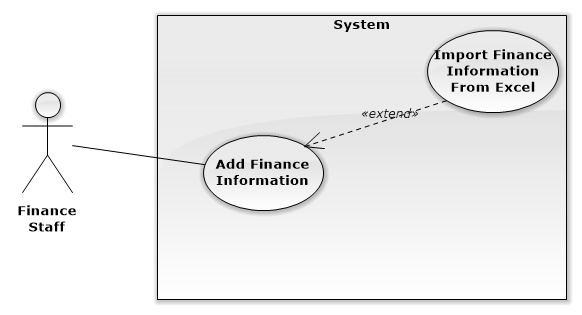 System
Import Finance
Information
From Excel
«extend»
Add Finance
Information
Finance
Staff